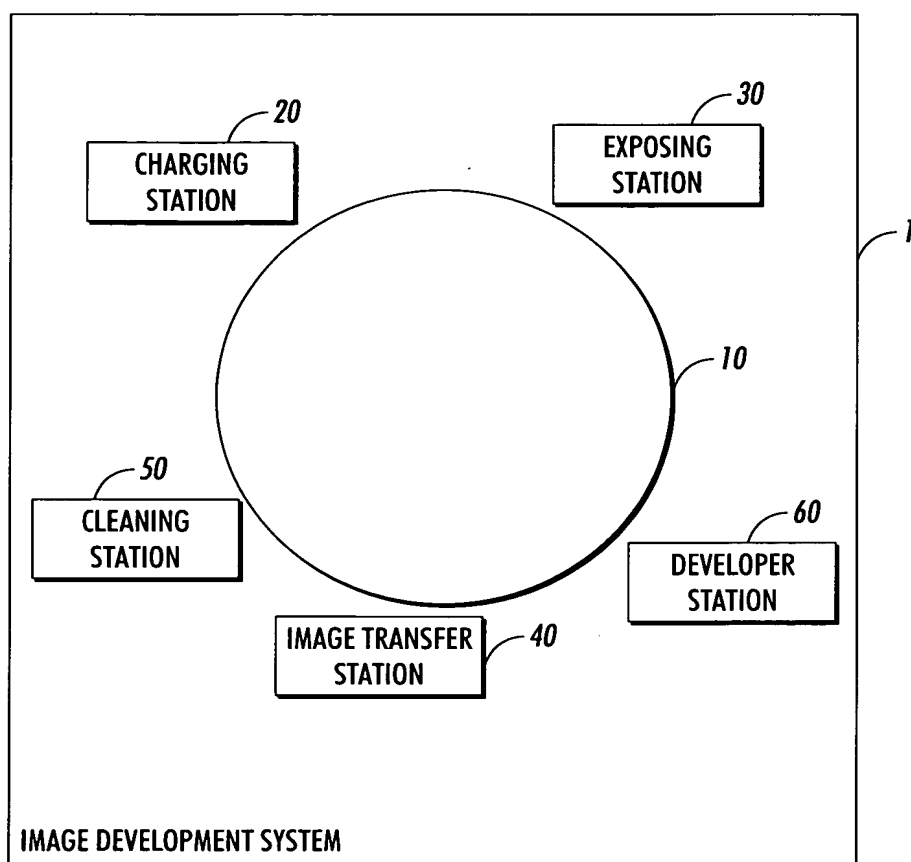 20
CHARGING
STATION
30
EXPOSING
STATION
1
10
50
CLEANING
STATION
60
DEVELOPER
STATION
IMAGE TRANSFER
STATION
40
IMAGE DEVELOPMENT SYSTEM